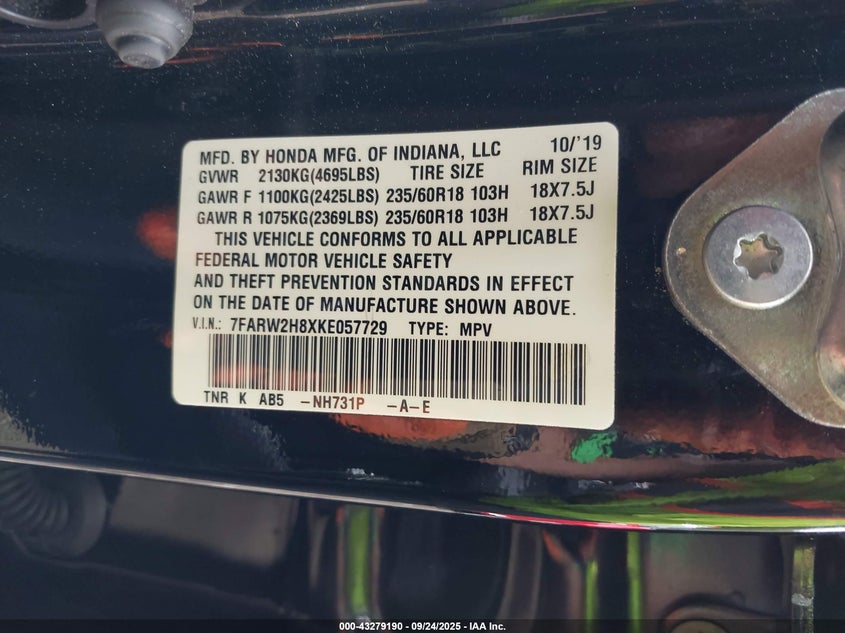 MFD. BY HONDA MFG. OF INDIANA, LLC 10/'19
GVWR 2130KG(4695LBS) TIRE SIZE RIM SIZE
GAWR F 1100KG(2425LBS) 235/60R18 103H 18X7.5J
GAWR R 1075KG(2369LBS) 235/60R18 103H 18X7.5J
THIS VEHICLE CONFORMS TO ALL APPLICABLE
FEDERAL MOTOR VEHICLE SAFETY
AND THEFT PREVENTION STANDARDS IN EFFECT
ON THE DATE OF MANUFACTURE SHOWN ABOVE.
V.I.N.: 7FARW2H8XKE057729 TYPE: MPV
TNR K AB5 -NH731P -A-E
000-43279190 - 09/24/2025 - IAA Inc.